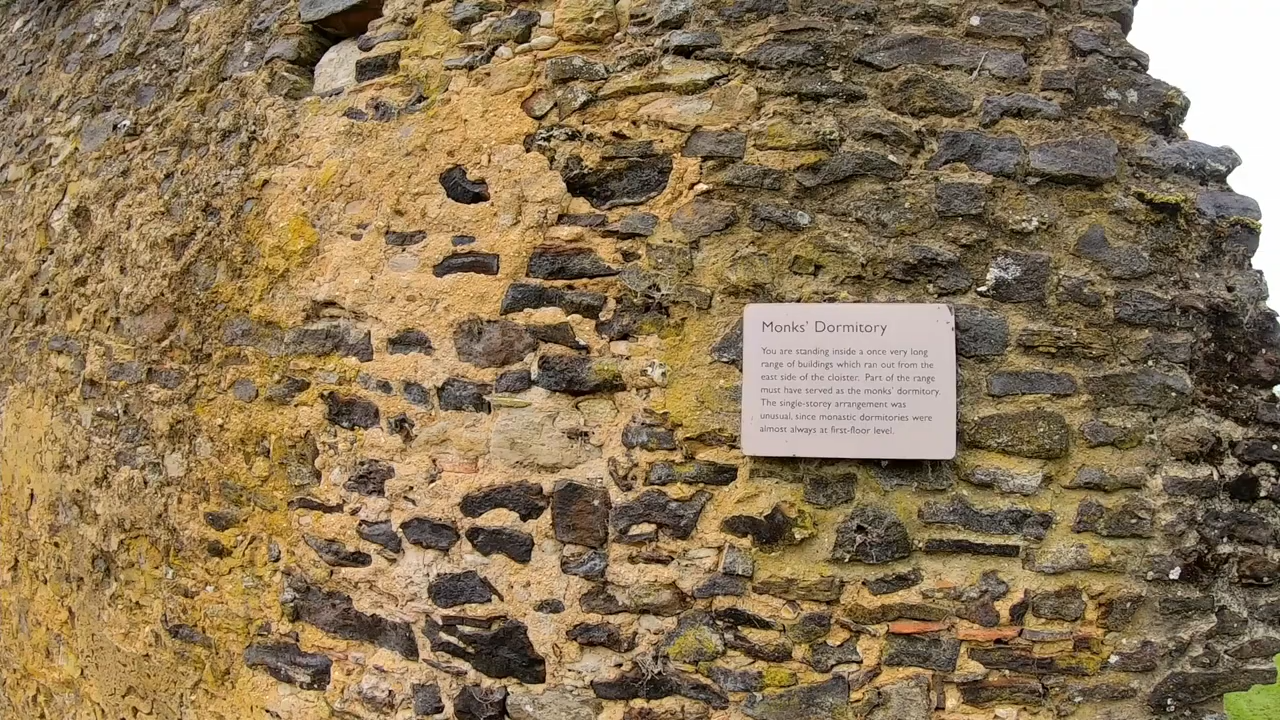 Monks' Dormitory
You are standing inside a once very long
range of buildings which ran out from the
east side of the cloister. Part of the range
must have served as the monks' dormitory.
The single-storey arrangement was
unusual, since monastic dormitories were
almost always at first-floor level.